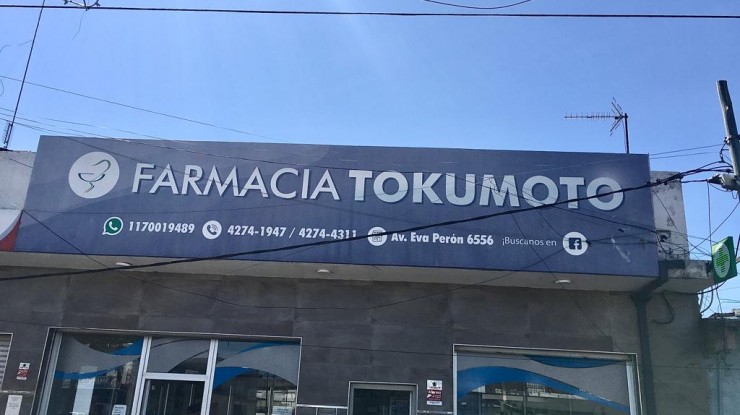 FARMACIA TOKUMOTO
1170019489 4274-1947 / 4274-4311 Av. Eva Perón 6556 ¡Buscanos en f